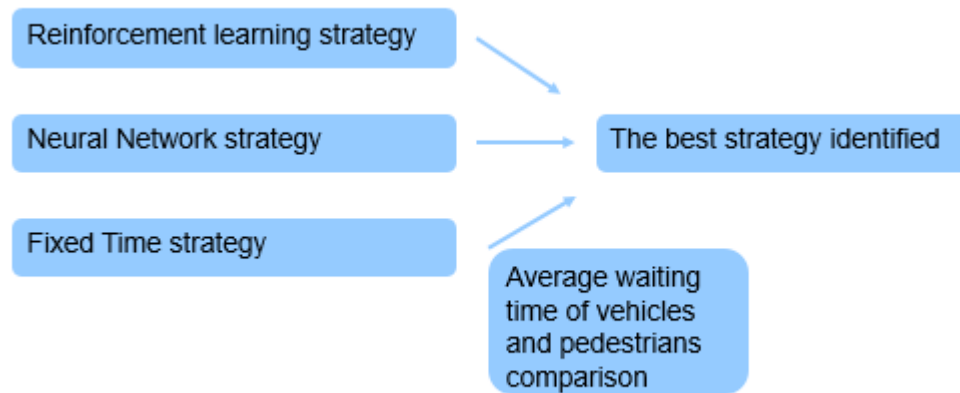 Reinforcement learning strategy
Neural Network strategy
The best strategy identified
Fixed Time strategy
Average waiting
time of vehicles
and pedestrians
comparison